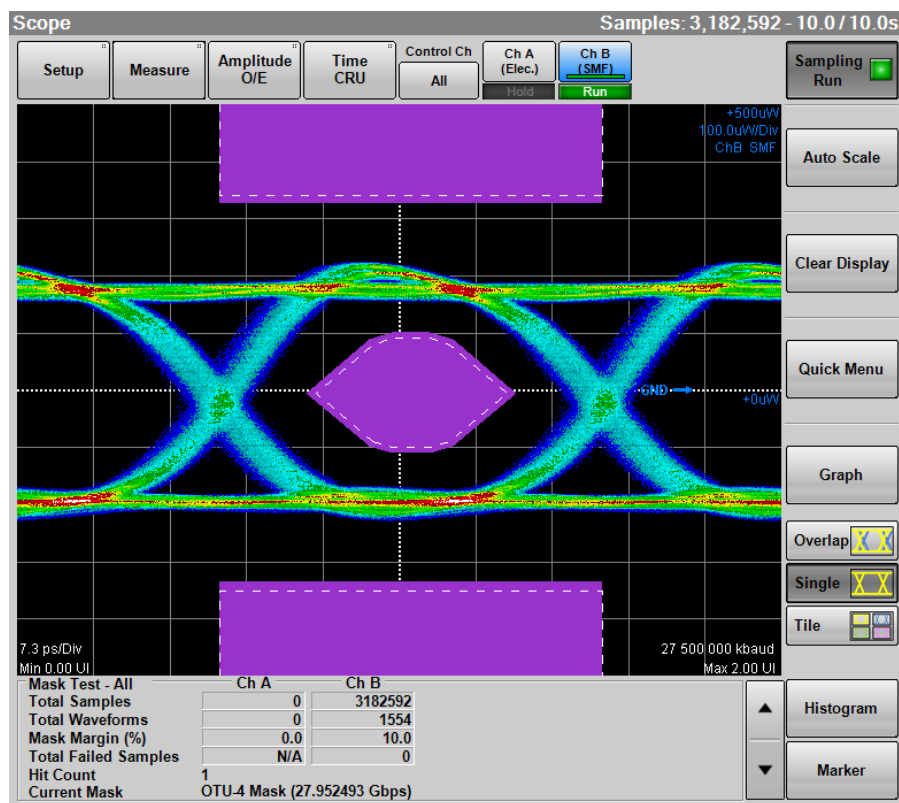 Scope
Samples: 3,182,592 - 10.0 / 10.0s
Setup
Measure
Amplitude
O/E
Time
CRU
Control Ch
All
Ch A
(Elec.)
Hold
Ch B
(SMF)
Run
Sampling
Run
+500uW
100.0uW/Div
ChB SMF
Auto Scale
Clear Display
Quick Menu
GND
+0uW
Graph
Overlap
Single
Tile
7.3 ps/Div
Min 0.00 UI
27 500 000 kbaud
Max 2.00 UI
Mask Test - All Ch A Ch B
Total Samples 0 3182592
Total Waveforms 0 1554
Mask Margin (%) 0.0 10.0
Total Failed Samples N/A 0
Hit Count 1
Current Mask OTU-4 Mask (27.952493 Gbps)
Histogram
Marker